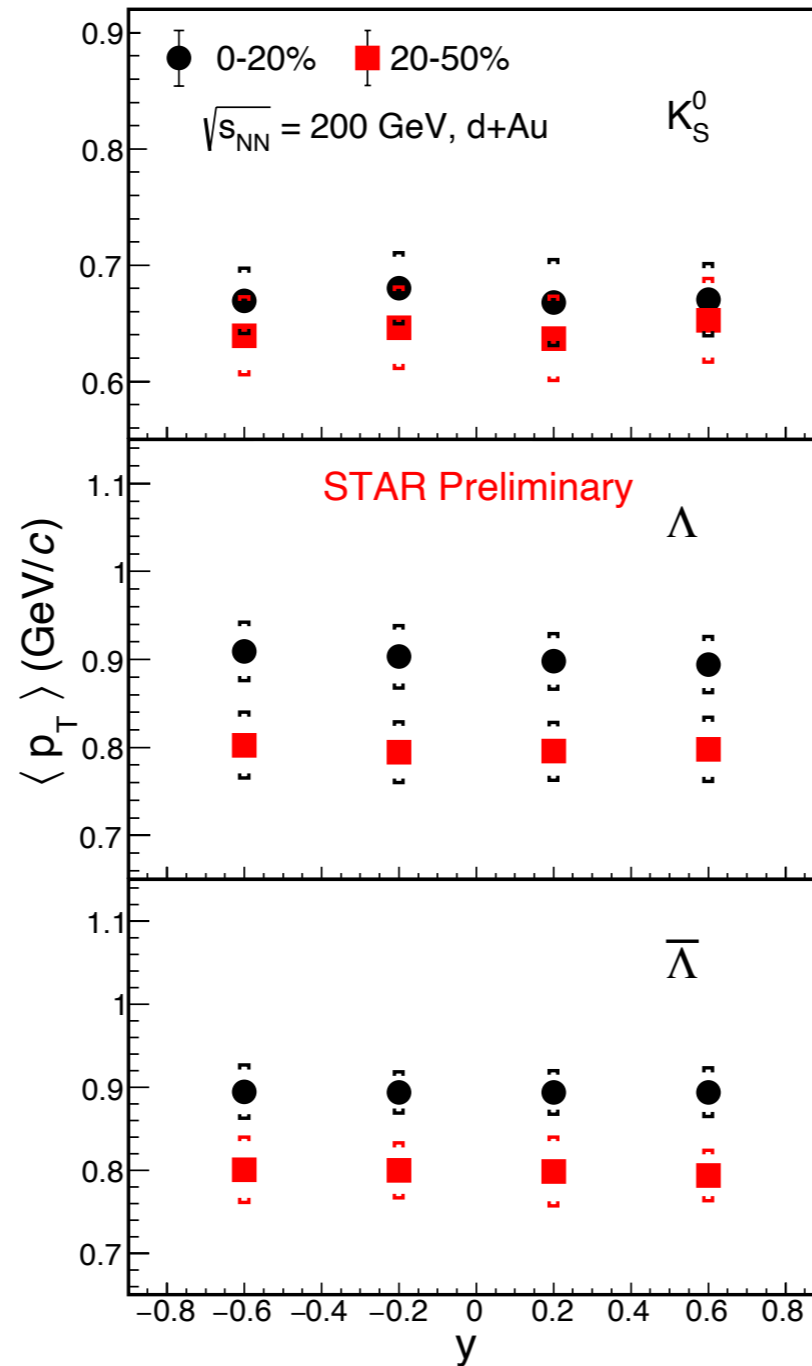 0-20% 20-50%
√s_NN = 200 GeV, d+Au
K_S^0
0.9
0.8
0.7
0.6
STAR Preliminary
Λ
1.1
1
0.9
0.8
0.7
⟨ p_T ⟩ (GeV/c)
Λ̅
1.1
1
0.9
0.8
0.7
−0.8 −0.6 −0.4 −0.2 0 0.2 0.4 0.6 0.8
y